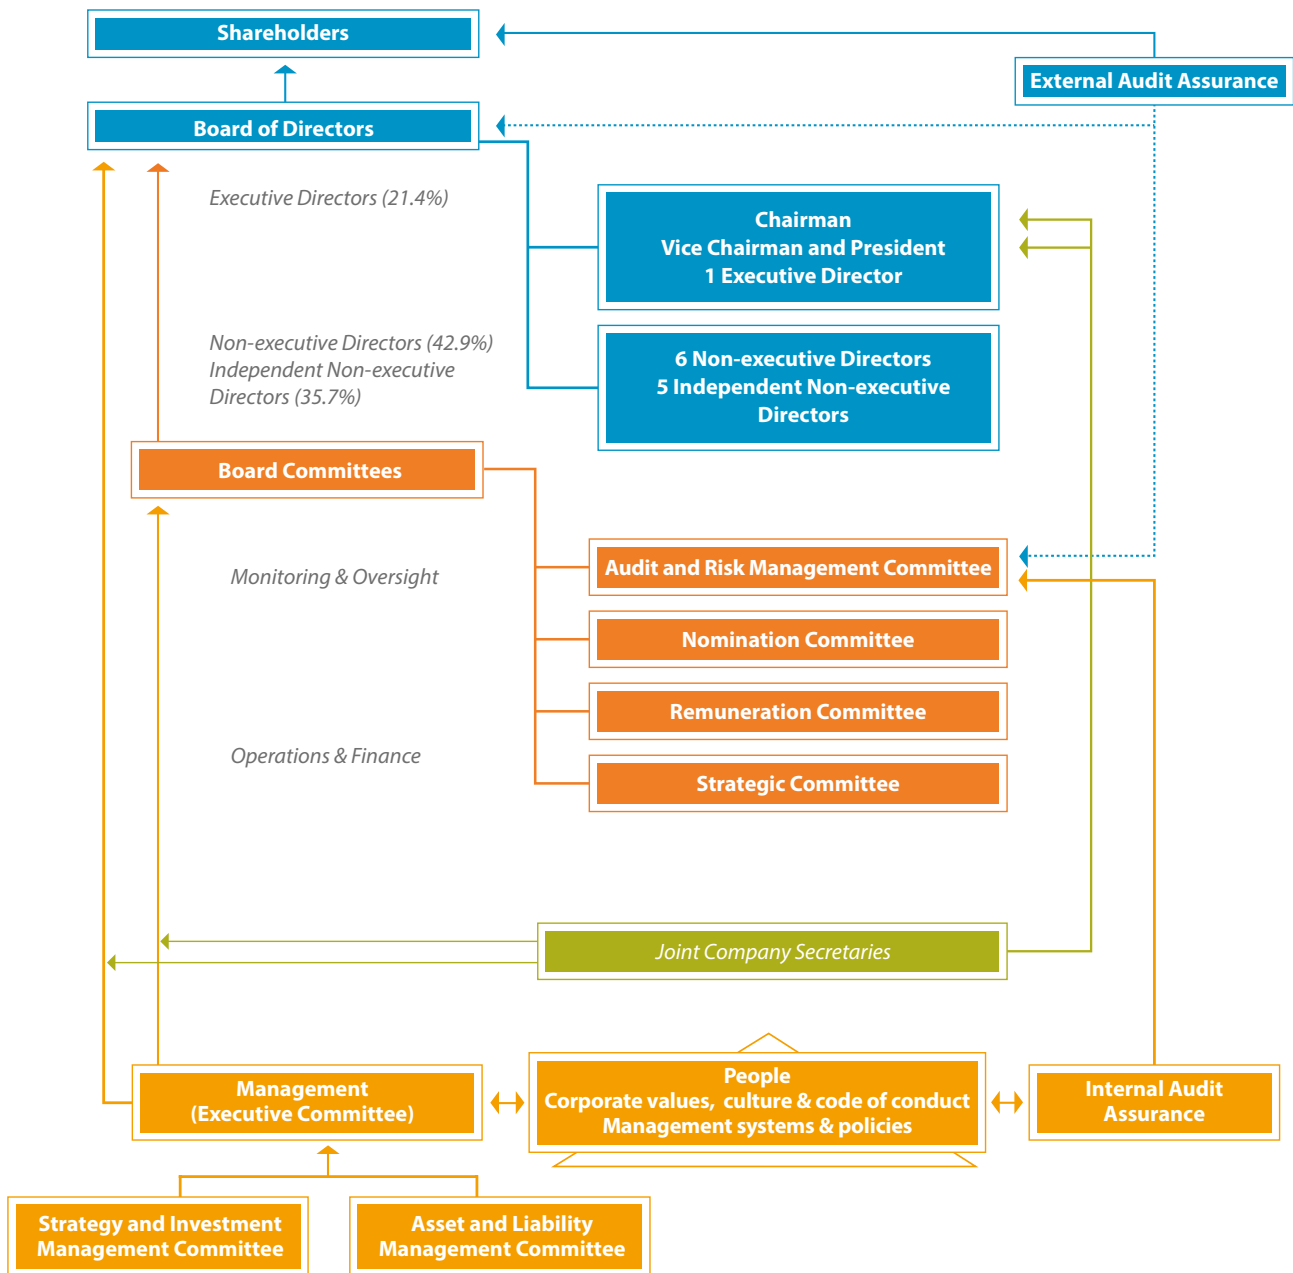 Shareholders
External Audit Assurance
Board of Directors
Executive Directors (21.4%)
Chairman
Vice Chairman and President
1 Executive Director
Non-executive Directors (42.9%)
Independent Non-executive
Directors (35.7%)
6 Non-executive Directors
5 Independent Non-executive
Directors
Board Committees
Monitoring & Oversight
Audit and Risk Management Committee
Nomination Committee
Remuneration Committee
Operations & Finance
Strategic Committee
Joint Company Secretaries
Management
(Executive Committee)
People
Corporate values, culture & code of conduct
Management systems & policies
Internal Audit
Assurance
Strategy and Investment
Management Committee
Asset and Liability
Management Committee